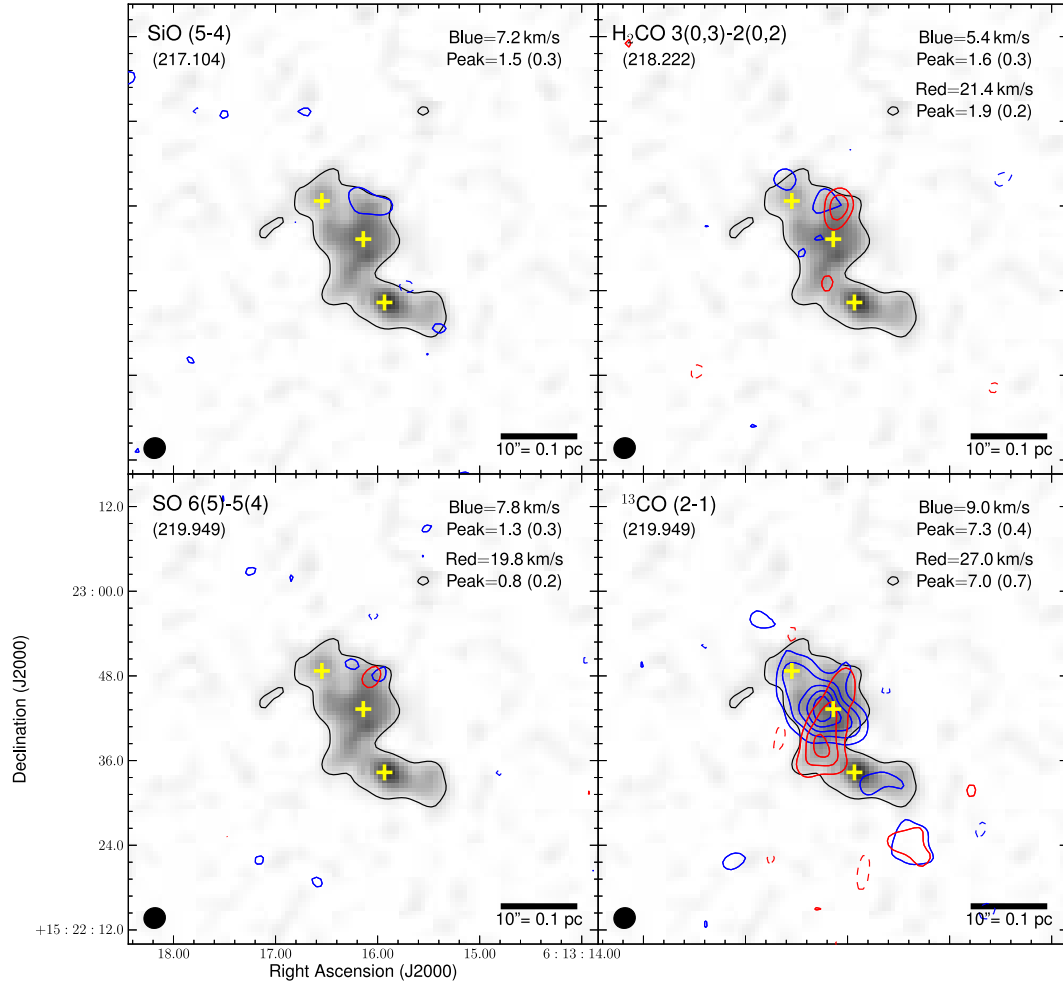 SiO (5-4)
(217.104)
Blue=7.2 km/s
Peak=1.5 (0.3)
10”= 0.1 pc
H₂CO 3(0,3)-2(0,2)
(218.222)
Blue=5.4 km/s
Peak=1.6 (0.3)
Red=21.4 km/s
Peak=1.9 (0.2)
10”= 0.1 pc
SO 6(5)-5(4)
(219.949)
Blue=7.8 km/s
Peak=1.3 (0.3)
Red=19.8 km/s
Peak=0.8 (0.2)
10”= 0.1 pc
¹³CO (2-1)
(219.949)
Blue=9.0 km/s
Peak=7.3 (0.4)
Red=27.0 km/s
Peak=7.0 (0.7)
10”= 0.1 pc
12.0
23 : 00.0
48.0
36.0
24.0
+15 : 22 : 12.0
Declination (J2000)
18.00
17.00
16.00
15.00
6 : 13 : 14.00
Right Ascension (J2000)